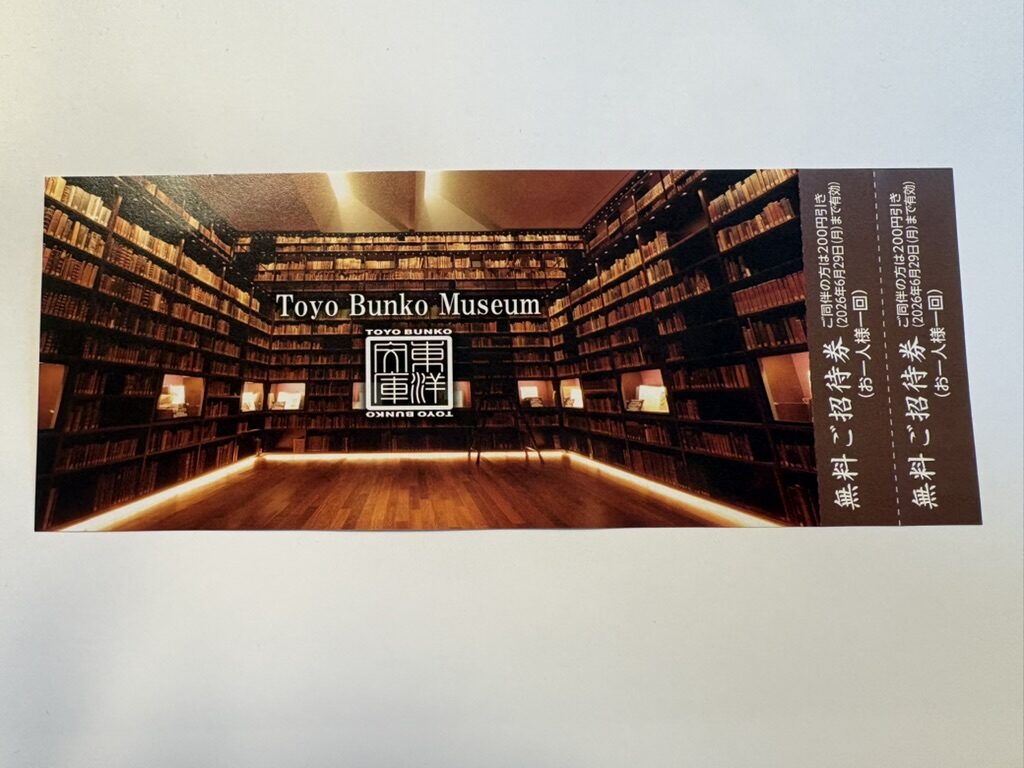 Toyo Bunko Museum
TOYO BUNKO
東洋
文庫
TOYO BUNKO
無料 ご招待券
ご同伴の方は200円引き
(2026年6月29日(月)まで有効)
(お一人様一回)
無料 ご招待券
ご同伴の方は200円引き
(2026年6月29日(月)まで有効)
(お一人様一回)